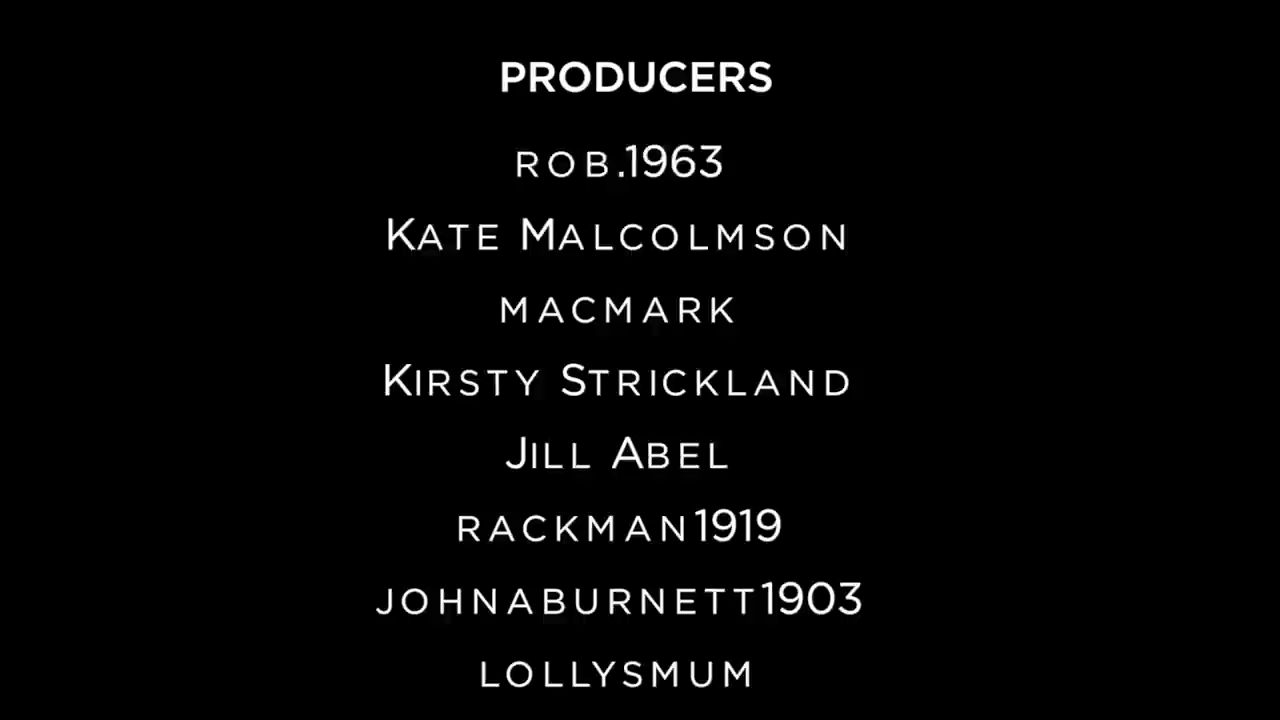 PRODUCERS
ROB.1963
KATE MALCOLMSON
MACMARK
KIRSTY STRICKLAND
JILL ABEL
RACKMAN1919
JOHNABURNETT1903
LOLLYSMUM